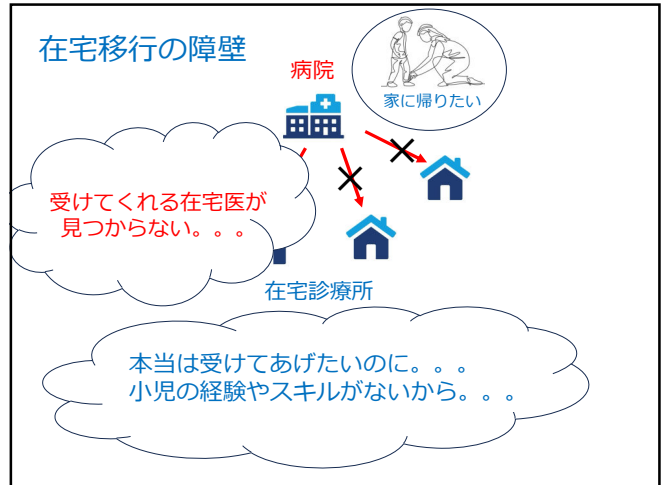 在宅移行の障壁
病院
家に帰りたい
受けてくれる在宅医が
見つからない。。。
在宅診療所
本当は受けてあげたいのに。。。
小児の経験やスキルがないから。。。